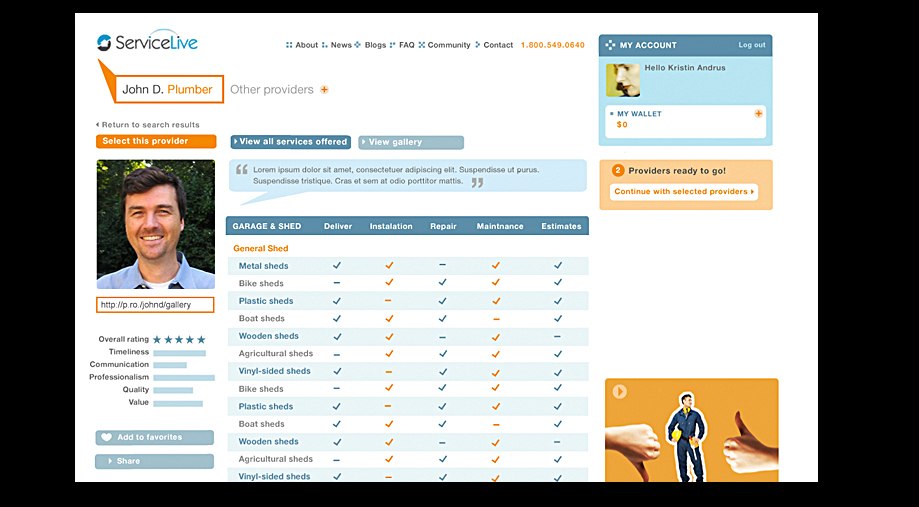 ServiceLive
About News Blogs FAQ Community Contact 1.800.549.0640
MY ACCOUNT Log out
Hello Kristin Andrus
MY WALLET
$0
John D. Plumber Other providers
Return to search results
Select this provider View all services offered View gallery
Lorem ipsum dolor sit amet, consectetuer adipiscing elit. Suspendisse ut purus.
Suspendisse tristique. Cras et sem at odio porttitor mattis.
2 Providers ready to go!
Continue with selected providers
http://p.ro./johnd/gallery
Overall rating
Timeliness
Communication
Professionalism
Quality
Value
Add to favorites
Share
GARAGE & SHED Deliver Instalation Repair Maintnance Estimates
General Shed
Metal sheds
Bike sheds
Plastic sheds
Boat sheds
Wooden sheds
Agricultural sheds
Vinyl-sided sheds
Bike sheds
Plastic sheds
Boat sheds
Wooden sheds
Agricultural sheds
Vinyl-sided sheds